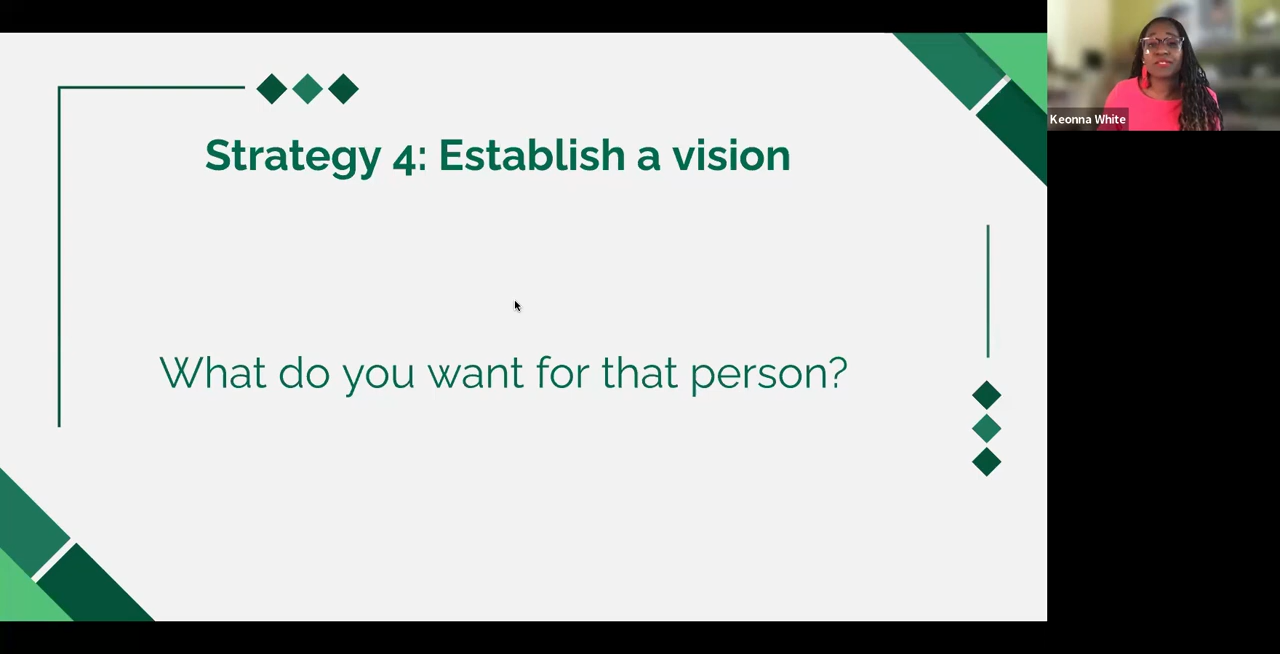 Strategy 4: Establish a vision
What do you want for that person?
Keonna White